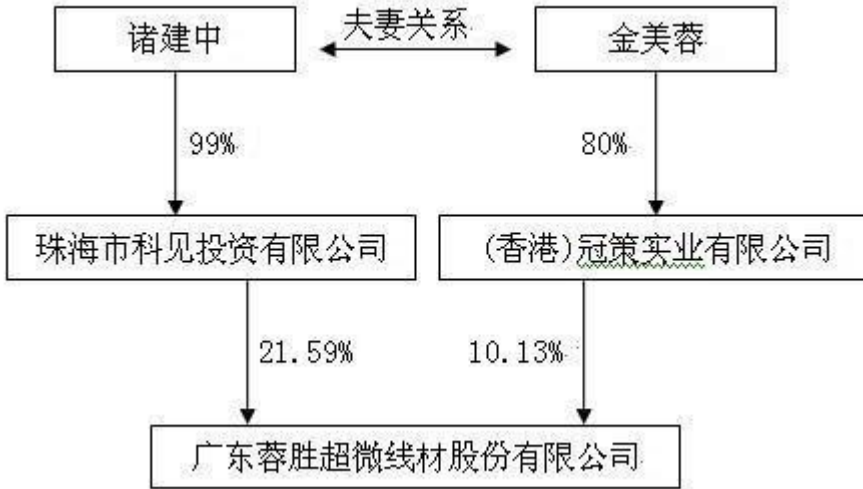 诸建中
夫妻关系
金美蓉
99%
80%
珠海市科见投资有限公司
(香港)冠策实业有限公司
21.59%
10.13%
广东蓉胜超微线材股份有限公司